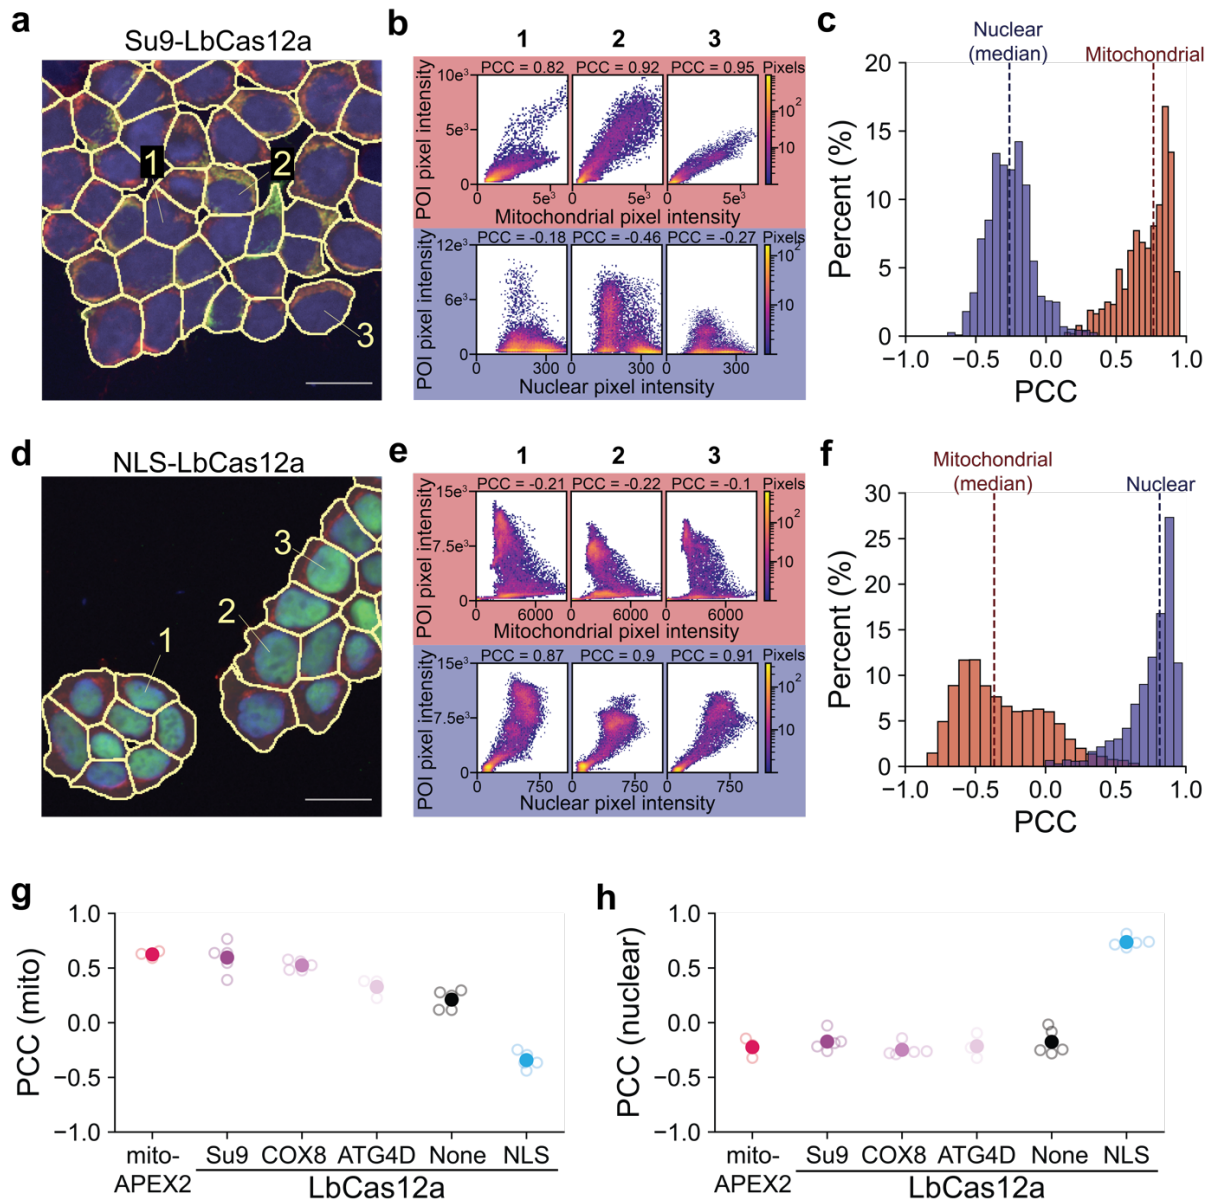 a
Su9-LbCas12a
1
2
3
b
1 2 3
PCC = 0.82 PCC = 0.92 PCC = 0.95 Pixels
POI pixel intensity
10e³
5e³
0
10²
10
0 5e³ 0 5e³ 0 5e³
Mitochondrial pixel intensity
PCC = -0.18 PCC = -0.46 PCC = -0.27 Pixels
POI pixel intensity
12e³
6e³
0
10²
10
0 300 0 300 0 300
Nuclear pixel intensity
c
Nuclear
(median)
Mitochondrial
Percent (%)
20
15
10
5
0
−1.0 −0.5 0.0 0.5 1.0
PCC
d
NLS-LbCas12a
3
2
1
e
1 2 3
PCC = -0.21 PCC = -0.22 PCC = -0.1 Pixels
POI pixel intensity
15e³
7.5e³
0
10²
10
0 6000 0 6000 0 6000
Mitochondrial pixel intensity
PCC = 0.87 PCC = 0.9 PCC = 0.91 Pixels
POI pixel intensity
15e³
7.5e³
0
10²
10
0 750 0 750 0 750
Nuclear pixel intensity
f
Mitochondrial
(median)
Nuclear
Percent (%)
30
25
20
15
10
5
0
−1.0 −0.5 0.0 0.5 1.0
PCC
g
PCC (mito)
1.0
0.5
0.0
−0.5
−1.0
mito-
APEX2
Su9 COX8 ATG4D None NLS
LbCas12a
h
PCC (nuclear)
1.0
0.5
0.0
−0.5
−1.0
mito-
APEX2
Su9 COX8 ATG4D None NLS
LbCas12a